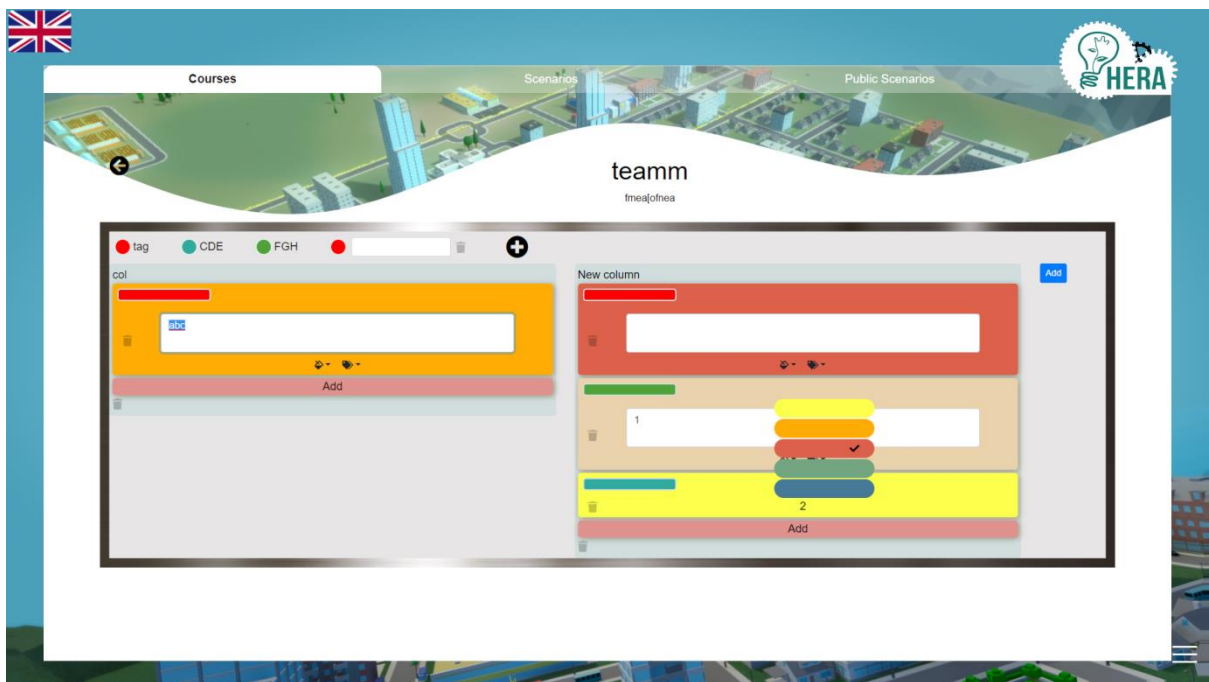 HERA
Courses
Scenarios
Public Scenarios
teamm
fmea[ofnea
tag
CDE
FGH
col
New column
Add
abc
Add
1
2
Add